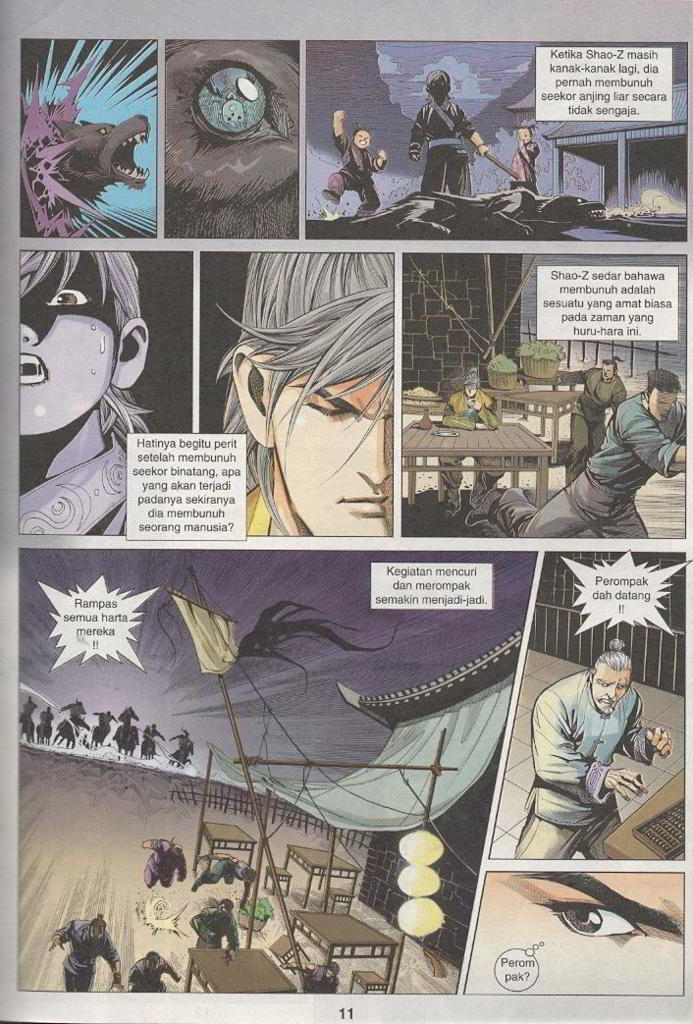 Ketika Shao-Z masih
kanak-kanak lagi, dia
pernah membunuh
seekor anjing liar secara
tidak sengaja.
Hatinya begitu perit
setelah membunuh
seekor binatang, apa
yang akan terjadi
padanya sekiranya
dia membunuh
seorang manusia?
Shao-Z sedar bahawa
membunuh adalah
sesuatu yang amat biasa
pada zaman yang
huru-hara ini.
Rampas
semua harta
mereka
!!
Kegiatan mencuri
dan merompak
semakin menjadi-jadi.
Perompak
dah datang
!!
Perom
pak?
11